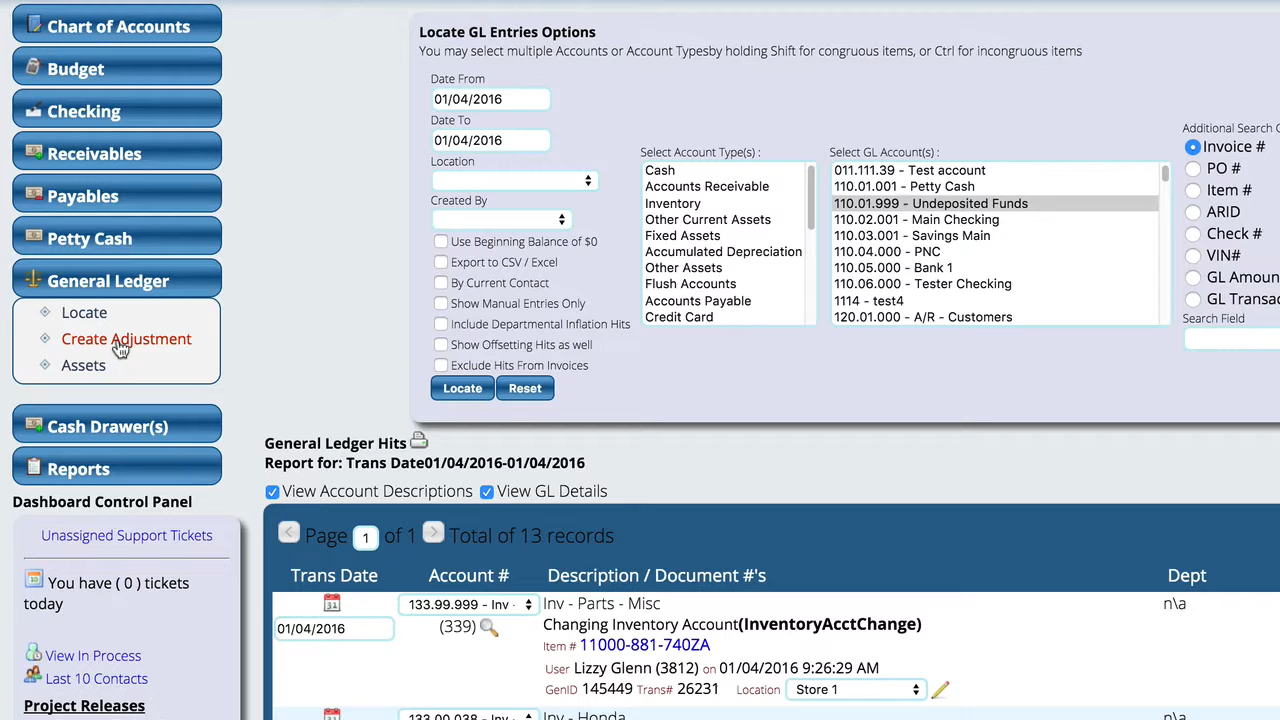 Chart of Accounts
Budget
Checking
Receivables
Payables
Petty Cash
General Ledger
Locate
Create Adjustment
Assets
Cash Drawer(s)
Reports
Dashboard Control Panel
Unassigned Support Tickets
You have ( 0 ) tickets
today
View In Process
Last 10 Contacts
Project Releases
Locate GL Entries Options
You may select multiple Accounts or Account Typesby holding Shift for congruous items, or Ctrl for incongruous items
Date From
01/04/2016
Date To
01/04/2016
Location
Created By
Use Beginning Balance of $0
Export to CSV / Excel
By Current Contact
Show Manual Entries Only
Include Departmental Inflation Hits
Show Offsetting Hits as well
Exclude Hits From Invoices
Locate Reset
Select Account Type(s) :
Cash
Accounts Receivable
Inventory
Other Current Assets
Fixed Assets
Accumulated Depreciation
Other Assets
Flush Accounts
Accounts Payable
Credit Card
Select GL Account(s) :
011.111.39 - Test account
110.01.001 - Petty Cash
110.01.999 - Undeposited Funds
110.02.001 - Main Checking
110.03.001 - Savings Main
110.04.000 - PNC
110.05.000 - Bank 1
110.06.000 - Tester Checking
1114 - test4
120.01.000 - A/R - Customers
Additional Search
Invoice #
PO #
Item #
ARID
Check #
VIN#
GL Amoun
GL Transac
Search Field
General Ledger Hits
Report for: Trans Date01/04/2016-01/04/2016
View Account Descriptions View GL Details
Page 1 of 1 Total of 13 records
Trans Date Account # Description / Document #'s Dept
133.99.999 - Inv - Inv - Parts - Misc n\a
01/04/2016 (339) Changing Inventory Account(InventoryAcctChange)
Item # 11000-881-740ZA
User Lizzy Glenn (3812) on 01/04/2016 9:26:29 AM
GenID 145449 Trans# 26231 Location Store 1
133.00.038 - Inv - Inv - Honda n\a